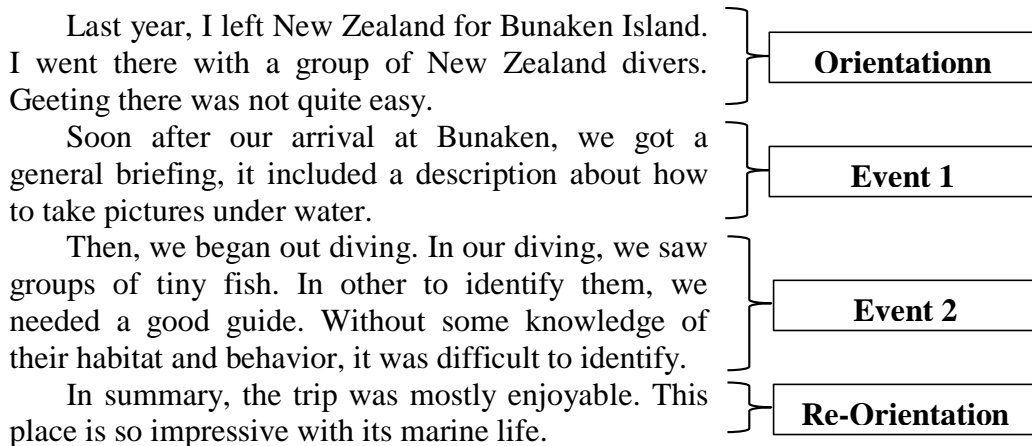 Last year, I left New Zealand for Bunaken Island.
I went there with a group of New Zealand divers.
Geeting there was not quite easy.
Orientationn
Soon after our arrival at Bunaken, we got a
general briefing, it included a description about how
to take pictures under water.
Event 1
Then, we began out diving. In our diving, we saw
groups of tiny fish. In other to identify them, we
needed a good guide. Without some knowledge of
their habitat and behavior, it was difficult to identify.
Event 2
In summary, the trip was mostly enjoyable. This
place is so impressive with its marine life.
Re-Orientation